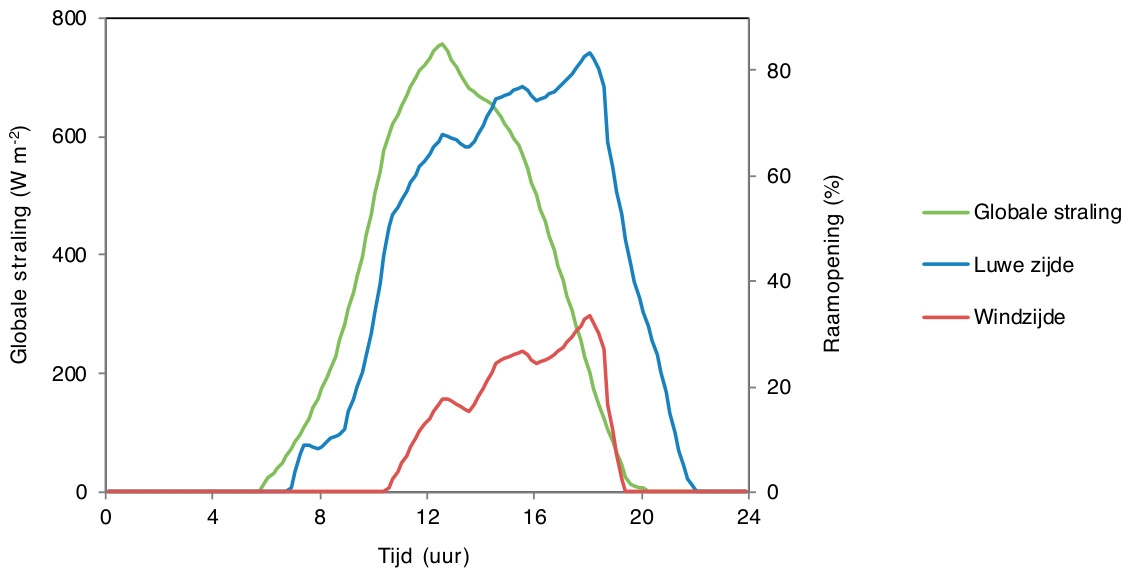 800
600
400
200
0
Globale straling (W m-2)
0 4 8 12 16 20 24
Tijd (uur)
80
60
40
20
0
Raamopening (%)
Globale straling
Luwe zijde
Windzijde